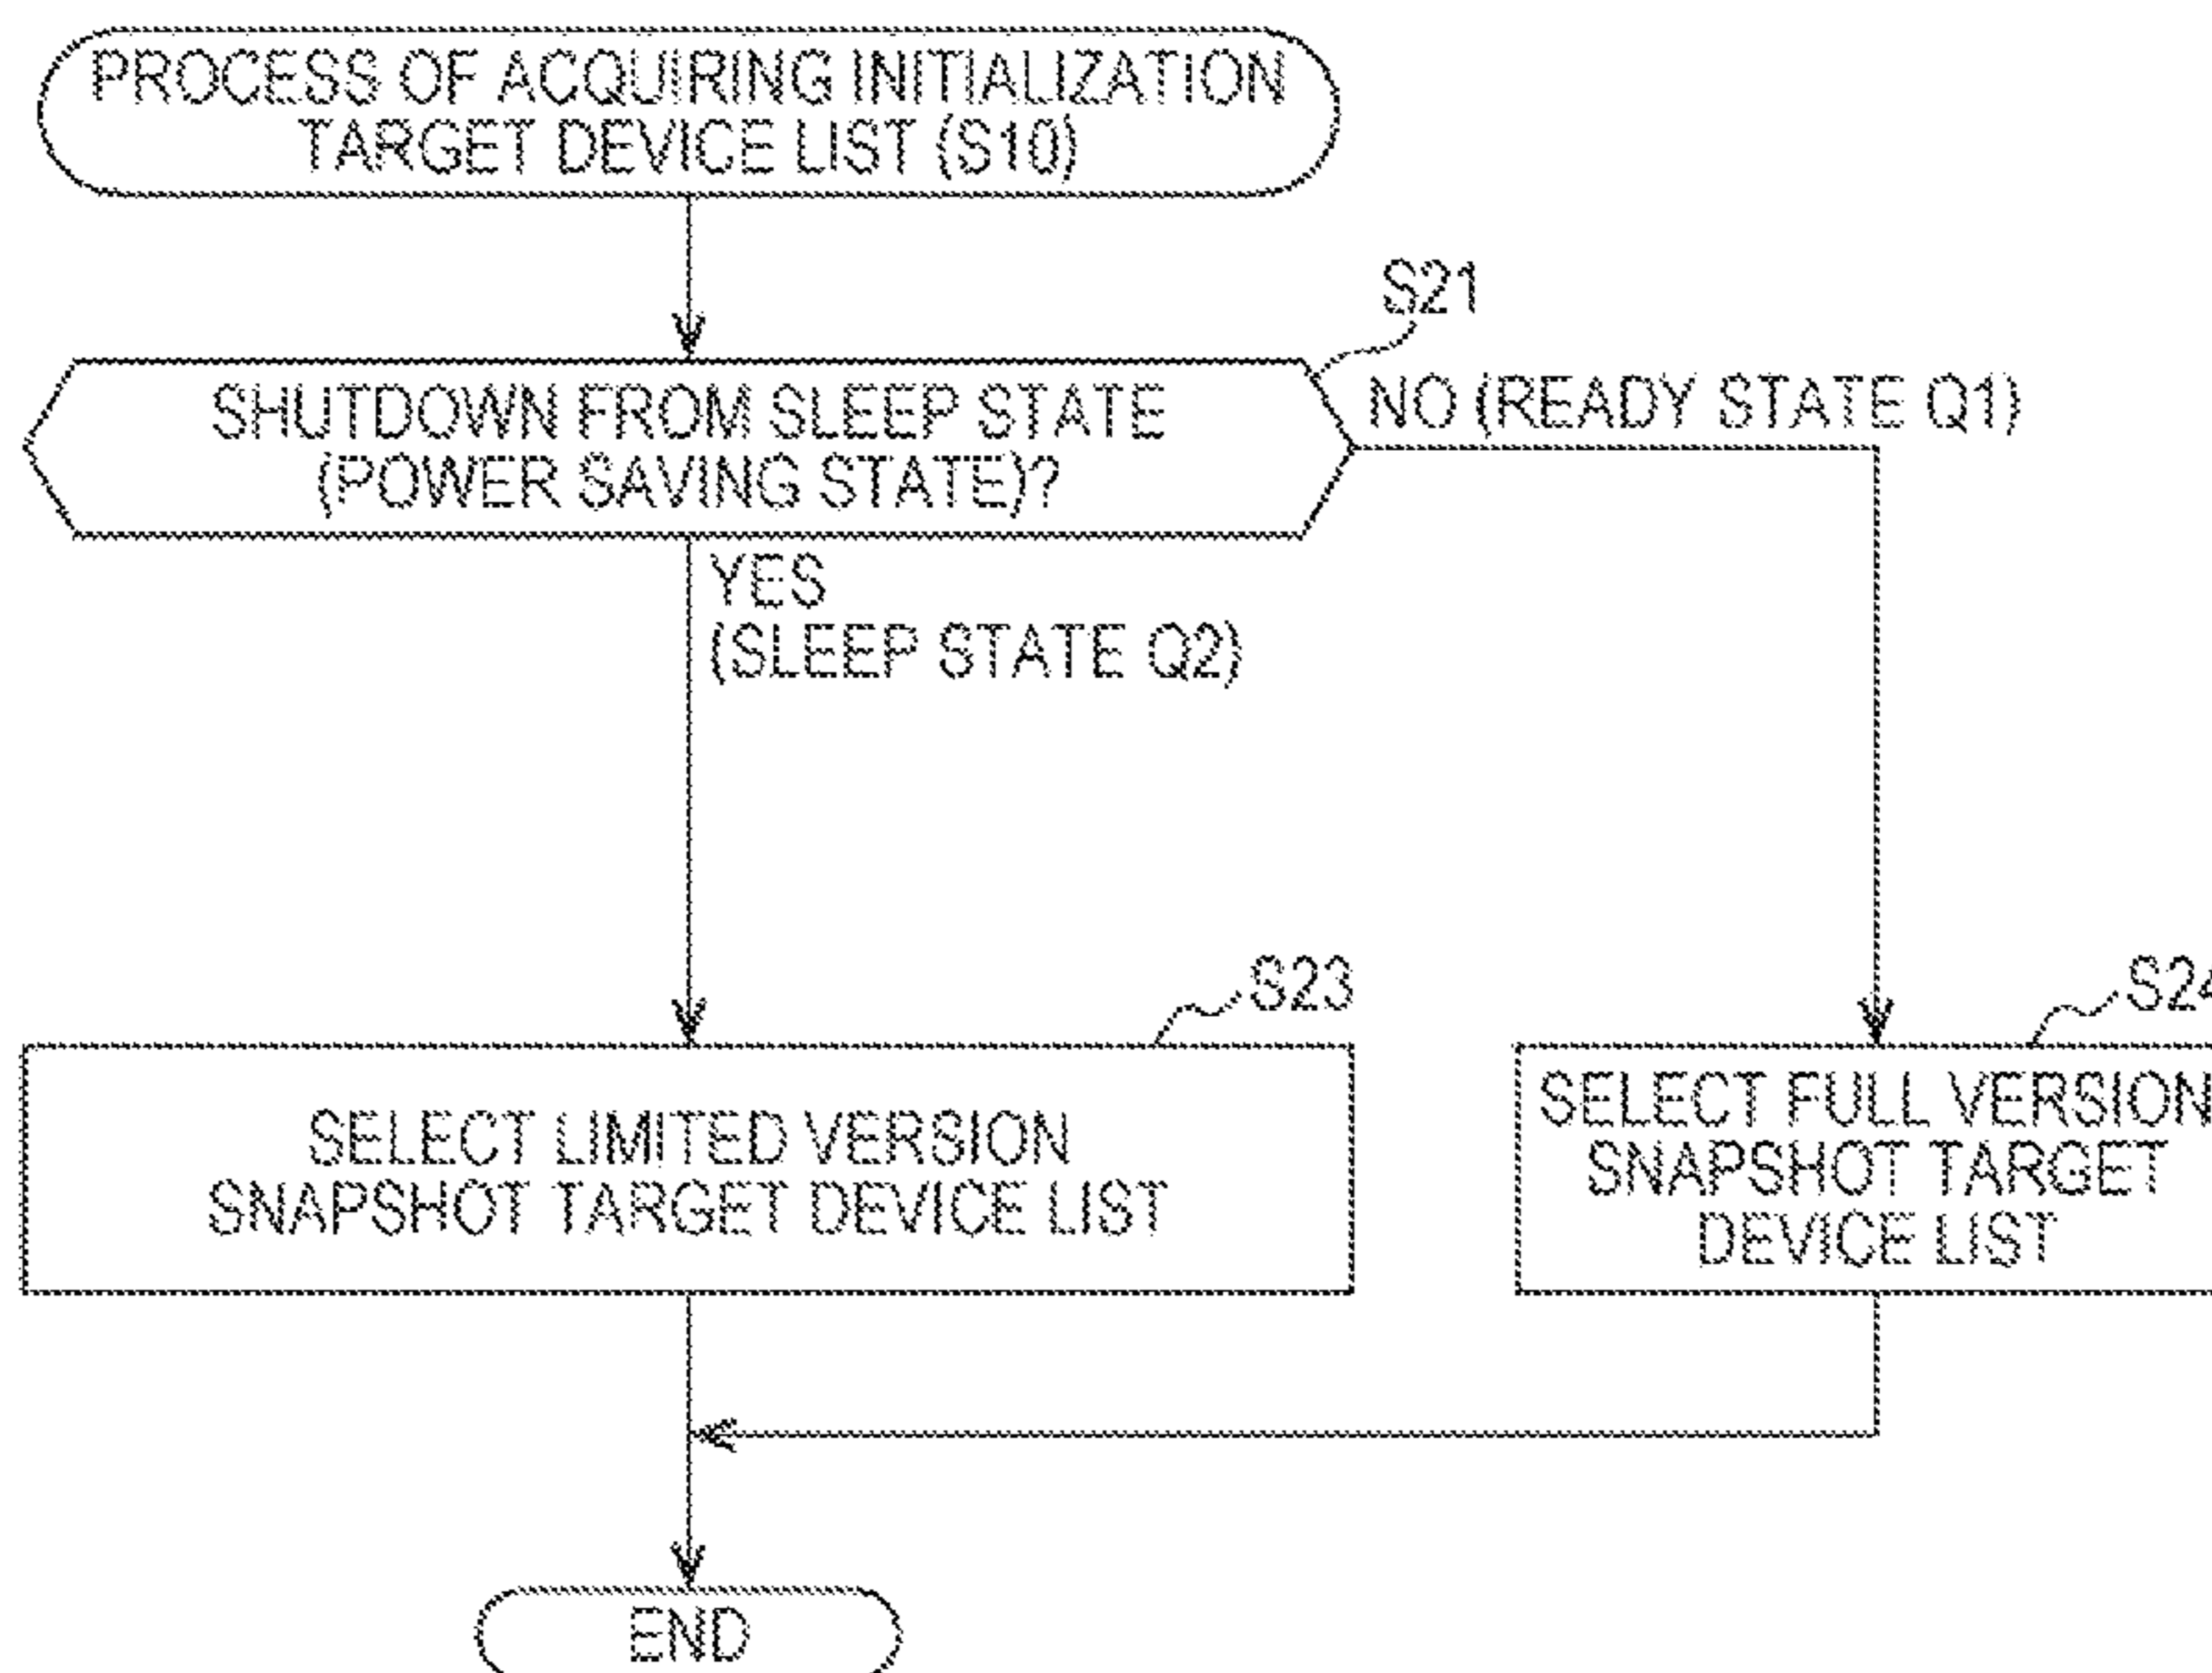 PROCESS OF ACQUIRING INITIALIZATION
TARGET DEVICE LIST (S10)
S21
SHUTDOWN FROM SLEEP STATE
(POWER SAVING STATE)?
NO (READY STATE Q1)
YES
(SLEEP STATE Q2)
S23
S24
SELECT LIMITED VERSION
SNAPSHOT TARGET DEVICE LIST
SELECT FULL VERSION
SNAPSHOT TARGET
DEVICE LIST
END